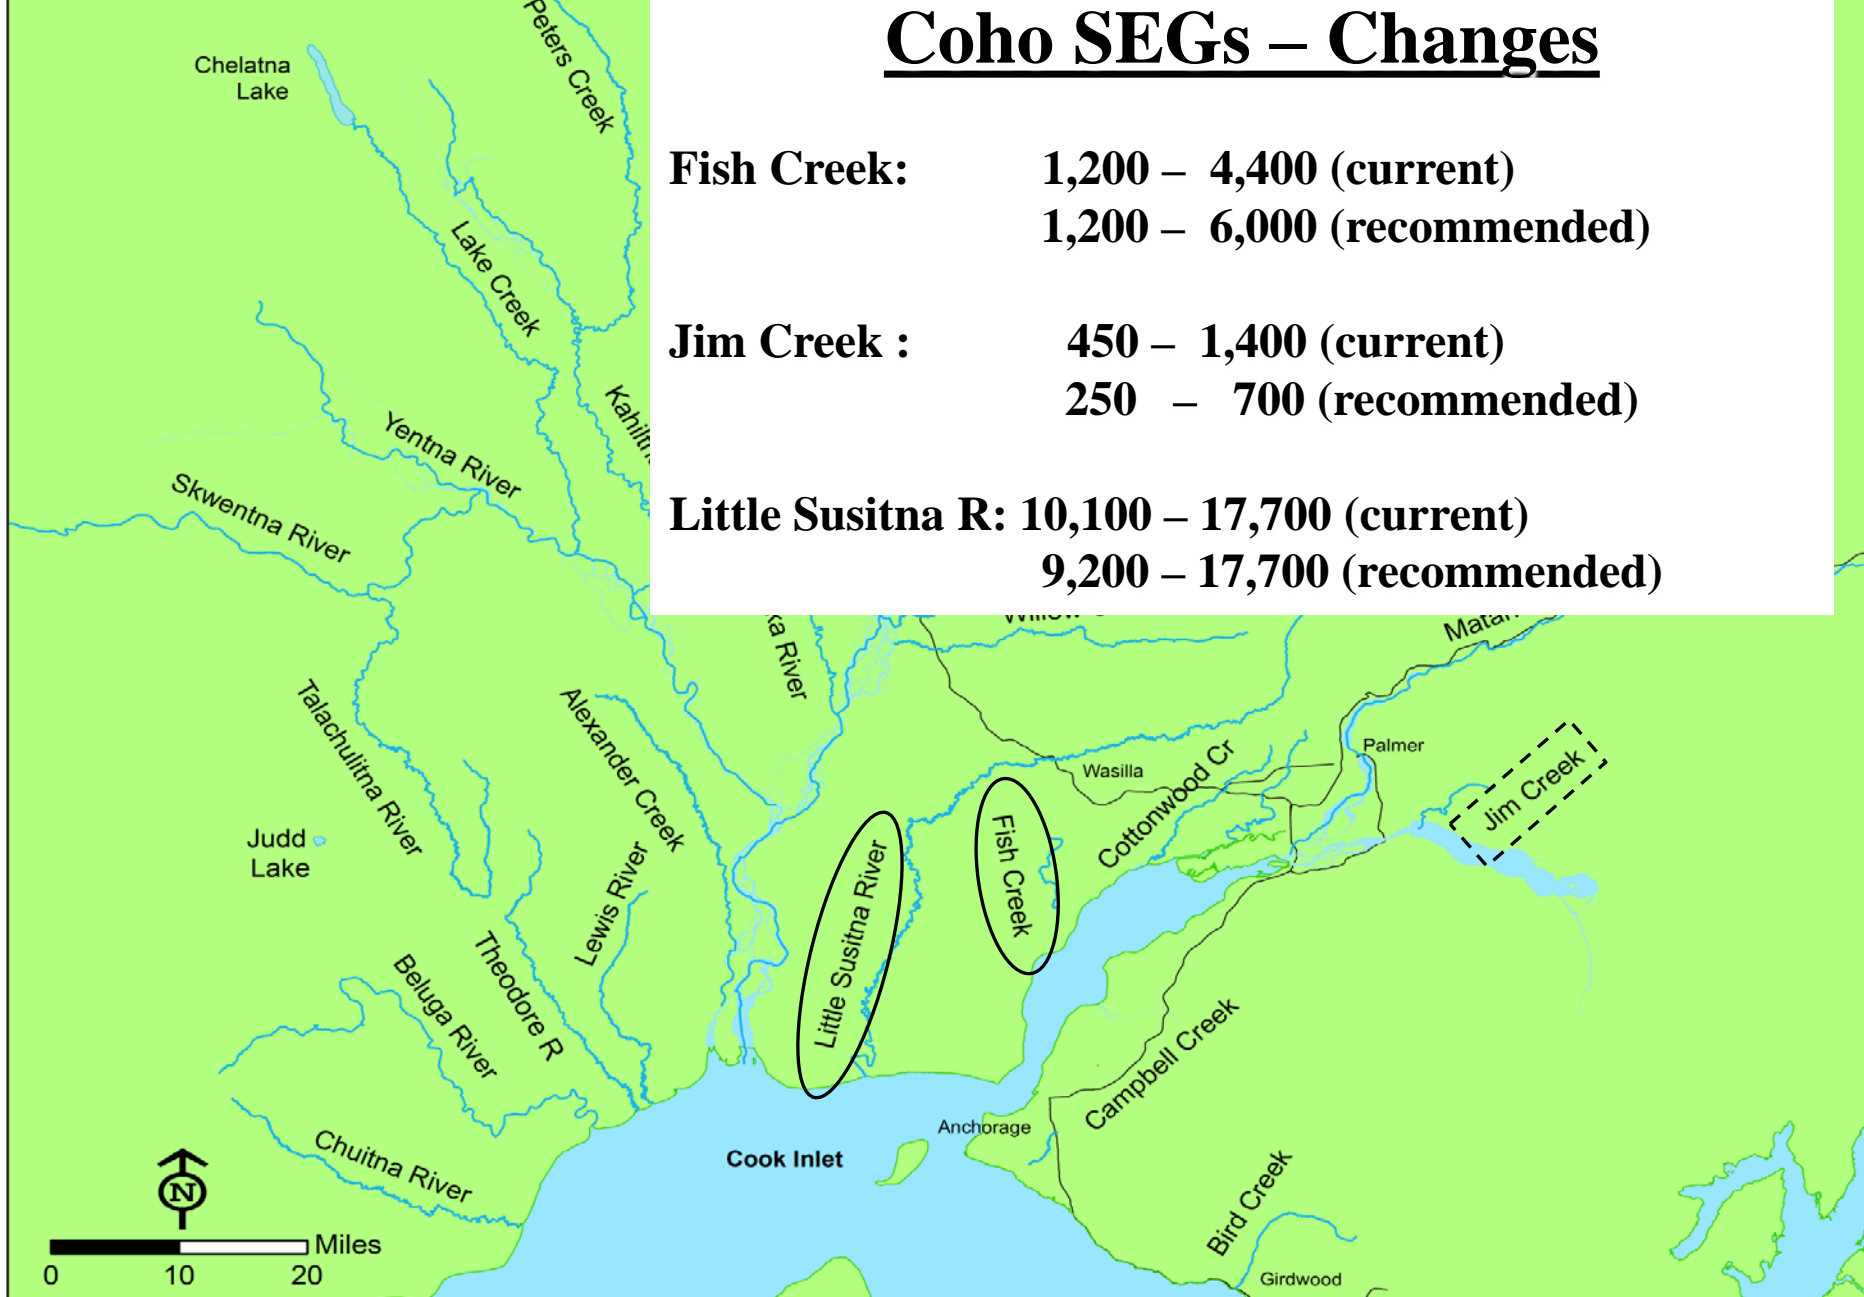 Coho SEGs – Changes
Fish Creek: 1,200 – 4,400 (current)
1,200 – 6,000 (recommended)
Jim Creek : 450 – 1,400 (current)
250 – 700 (recommended)
Little Susitna R: 10,100 – 17,700 (current)
9,200 – 17,700 (recommended)
Chelatna
Lake
Peters Creek
Lake Creek
Yentna River
Skwentna River
River
Talachulitna River
Alexander Creek
Judd
Lake
Lewis River
Theodore R
Beluga River
Chuitna River
Little Susitna River
Fish Creek
Wasilla
Cottonwood Cr
Palmer
Jim Creek
Campbell Creek
Anchorage
Cook Inlet
Bird Creek
Girdwood
N
Miles
0 10 20